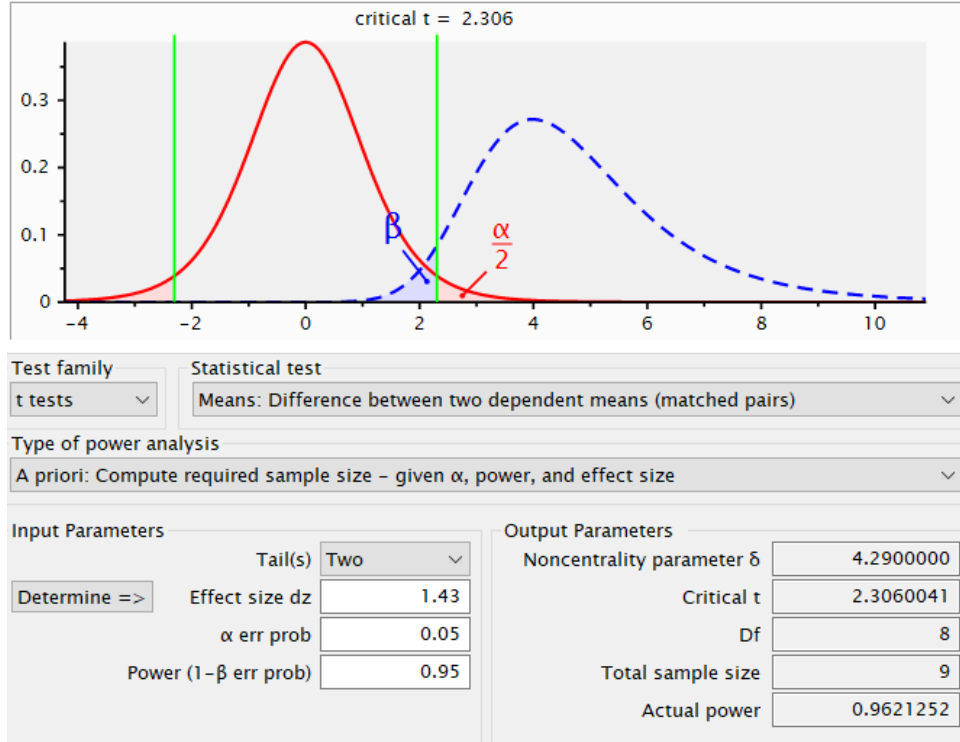 critical t = 2.306
0.3
0.2
0.1
0
β
α
2
-4 -2 0 2 4 6 8 10
Test family Statistical test
t tests Means: Difference between two dependent means (matched pairs)
Type of power analysis
A priori: Compute required sample size – given α, power, and effect size
Input Parameters Output Parameters
Tail(s) Two Noncentrality parameter δ 4.2900000
Determine => Effect size dz 1.43 Critical t 2.3060041
α err prob 0.05 Df 8
Power (1-β err prob) 0.95 Total sample size 9
Actual power 0.9621252